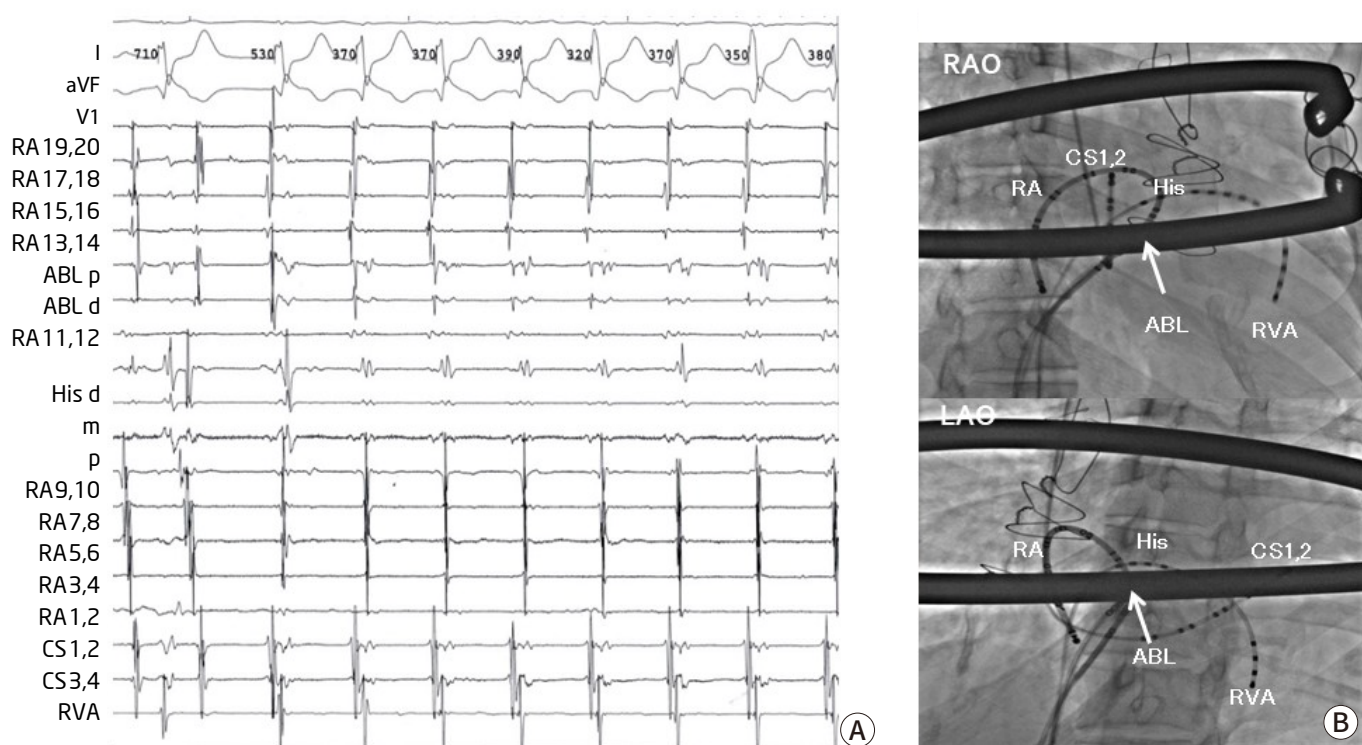 710 530 370 370 390 320 370 350 380
I
aVF
V1
RA19,20
RA17,18
RA15,16
RA13,14
ABL p
ABL d
RA11,12
His d
m
p
RA9,10
RA7,8
RA5,6
RA3,4
RA1,2
CS1,2
CS3,4
RVA
A
RAO
CS1,2
RA
His
ABL
RVA
LAO
RA
His
CS1,2
ABL
RVA
B